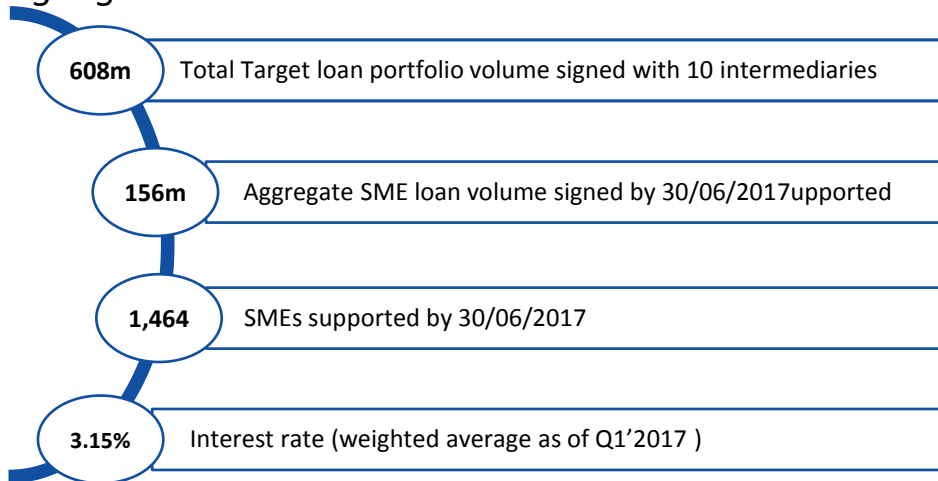 608m Total Target loan portfolio volume signed with 10 intermediaries
156m Aggregate SME loan volume signed by 30/06/2017upported
1,464 SMEs supported by 30/06/2017
3.15% Interest rate (weighted average as of Q1'2017 )